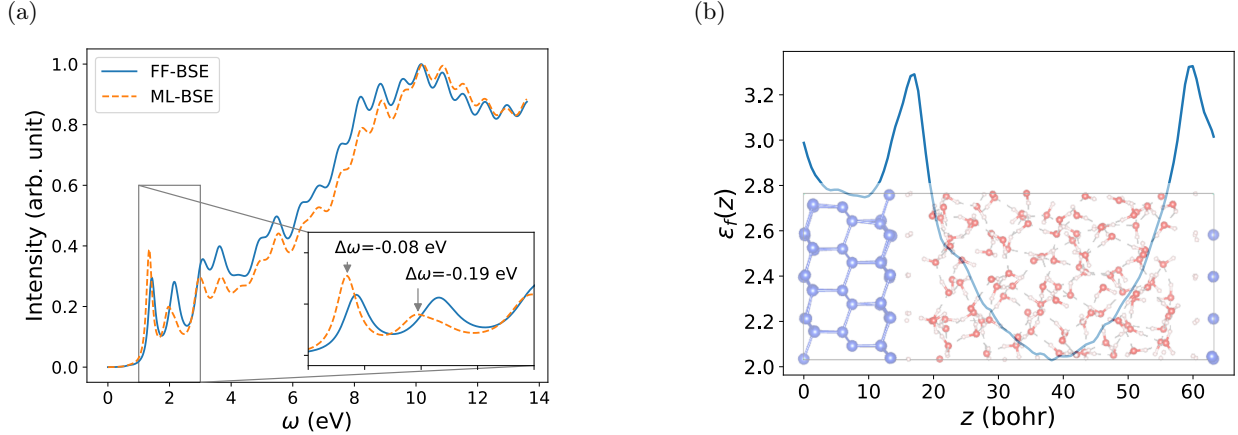 (a)
(b)
FF-BSE
ML-BSE
Δω=-0.08 eV
Δω=-0.19 eV
Intensity (arb. unit)
1.0
0.8
0.6
0.4
0.2
0.0
0 2 4 6 8 10 12 14
ω (eV)
ε_f(z)
3.2
3.0
2.8
2.6
2.4
2.2
2.0
0 10 20 30 40 50 60
z (bohr)